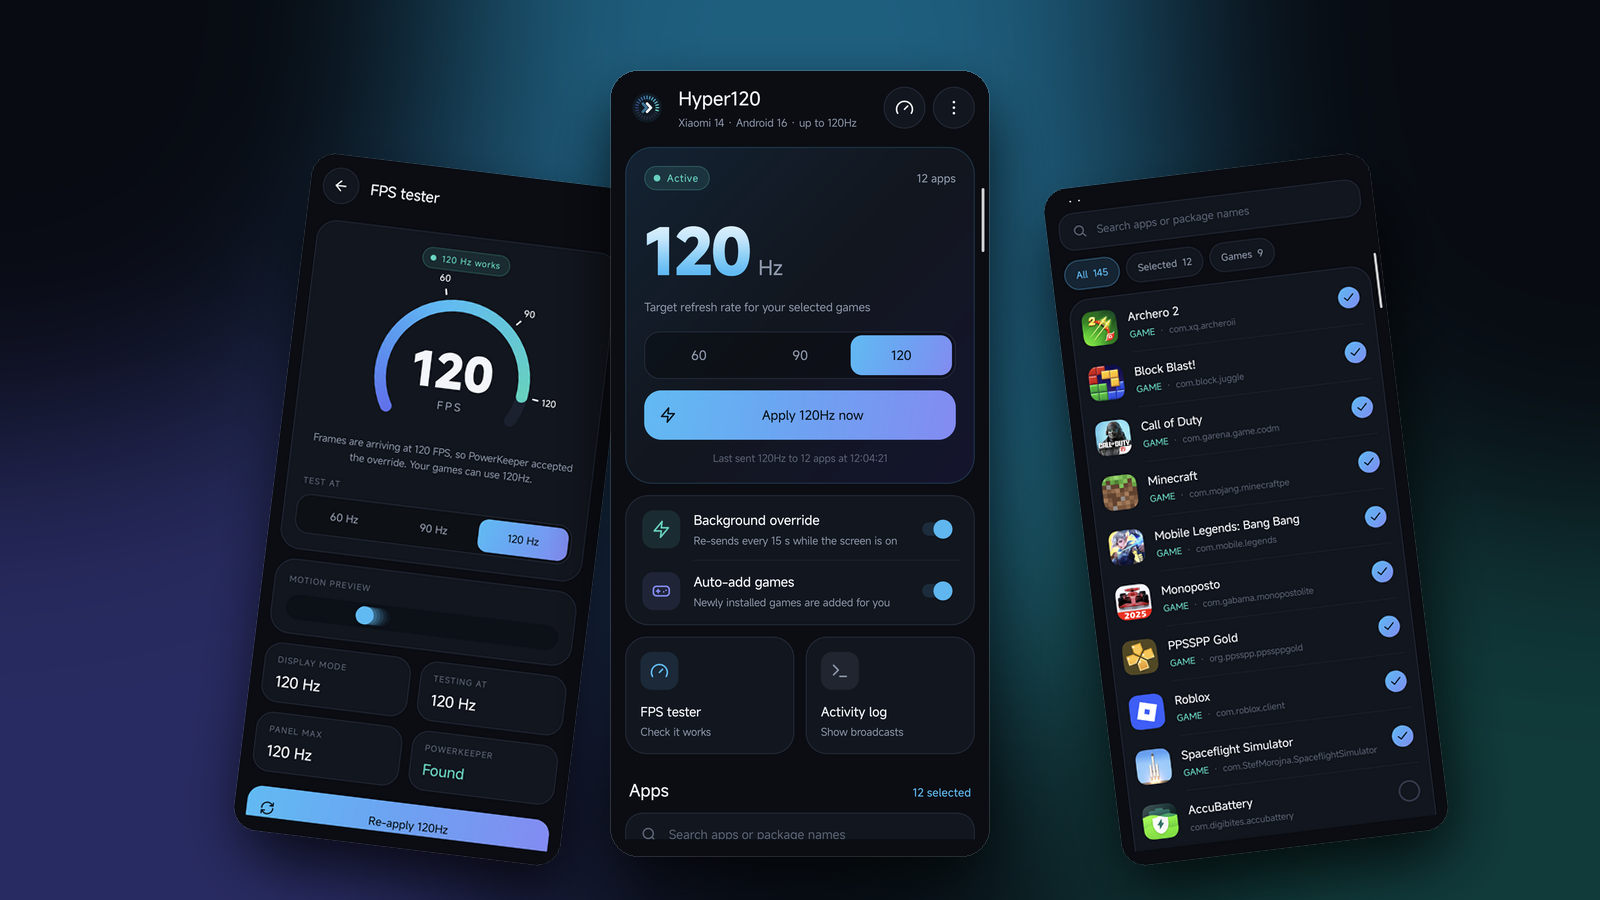 FPS tester
120 Hz works
60
90
120
FPS
120
Frames are arriving at 120 FPS, so PowerKeeper accepted
the override. Your games can use 120Hz.
TEST AT
60 Hz
90 Hz
120 Hz
MOTION PREVIEW
DISPLAY MODE
120 Hz
TESTING AT
120 Hz
PANEL MAX
120 Hz
POWERKEEPER
Found
Re-apply 120Hz
Hyper120
Xiaomi 14 · Android 16 · up to 120Hz
Active
12 apps
120 Hz
Target refresh rate for your selected games
60
90
120
Apply 120Hz now
Last sent 120Hz to 12 apps at 12:04:21
Background override
Re-sends every 15 s while the screen is on
Auto-add games
Newly installed games are added for you
FPS tester
Check it works
Activity log
Show broadcasts
Apps
12 selected
Search apps or package names
Search apps or package names
All 145
Selected 12
Games 9
Archero 2
GAME · com.xq.archeroii
Block Blast!
GAME · com.block.juggle
Call of Duty
GAME · com.garena.game.codm
CALL OF DUTY
Minecraft
GAME · com.mojang.minecraftpe
Mobile Legends: Bang Bang
GAME · com.mobile.legends
Monoposto
GAME · com.gabama.monopostolite
2025
PPSSPP Gold
GAME · org.ppsspp.ppssppgold
Roblox
GAME · com.roblox.client
Spaceflight Simulator
GAME · com.StefMorojna.SpaceflightSimulator
AccuBattery
com.digibites.accubattery